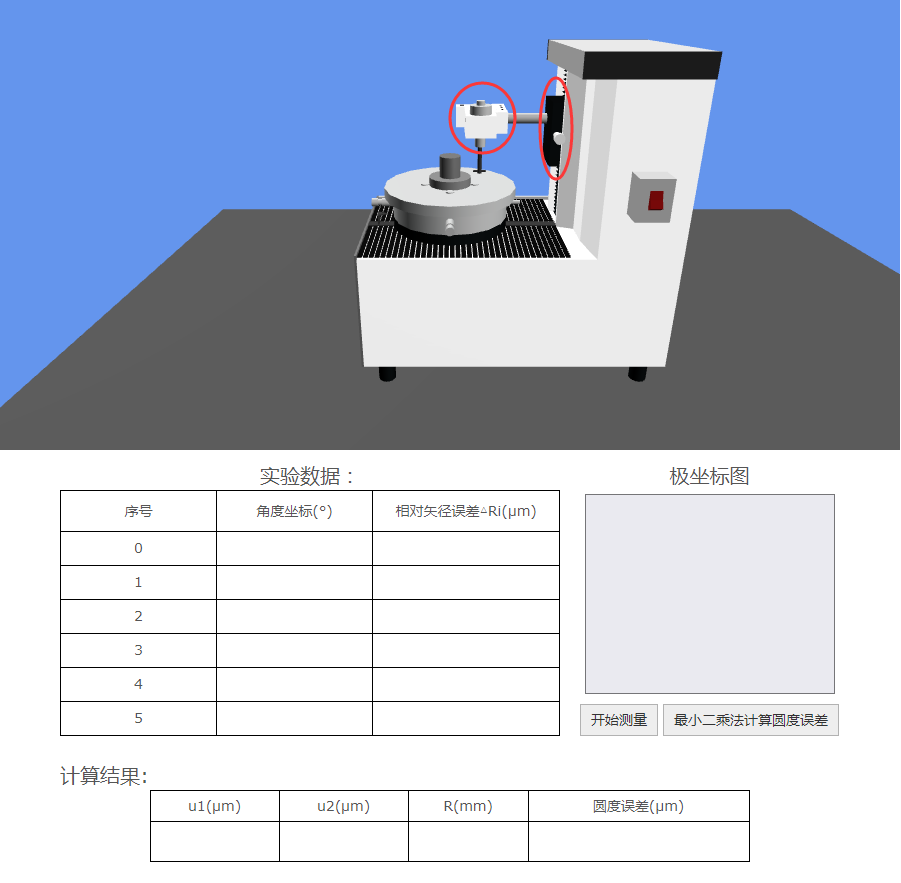 实验数据：
极坐标图
序号 角度坐标(°) 相对矢径误差△Ri(μm)
0
1
2
3
4
5
开始测量 最小二乘法计算圆度误差
计算结果:
u1(μm) u2(μm) R(mm) 圆度误差(μm)